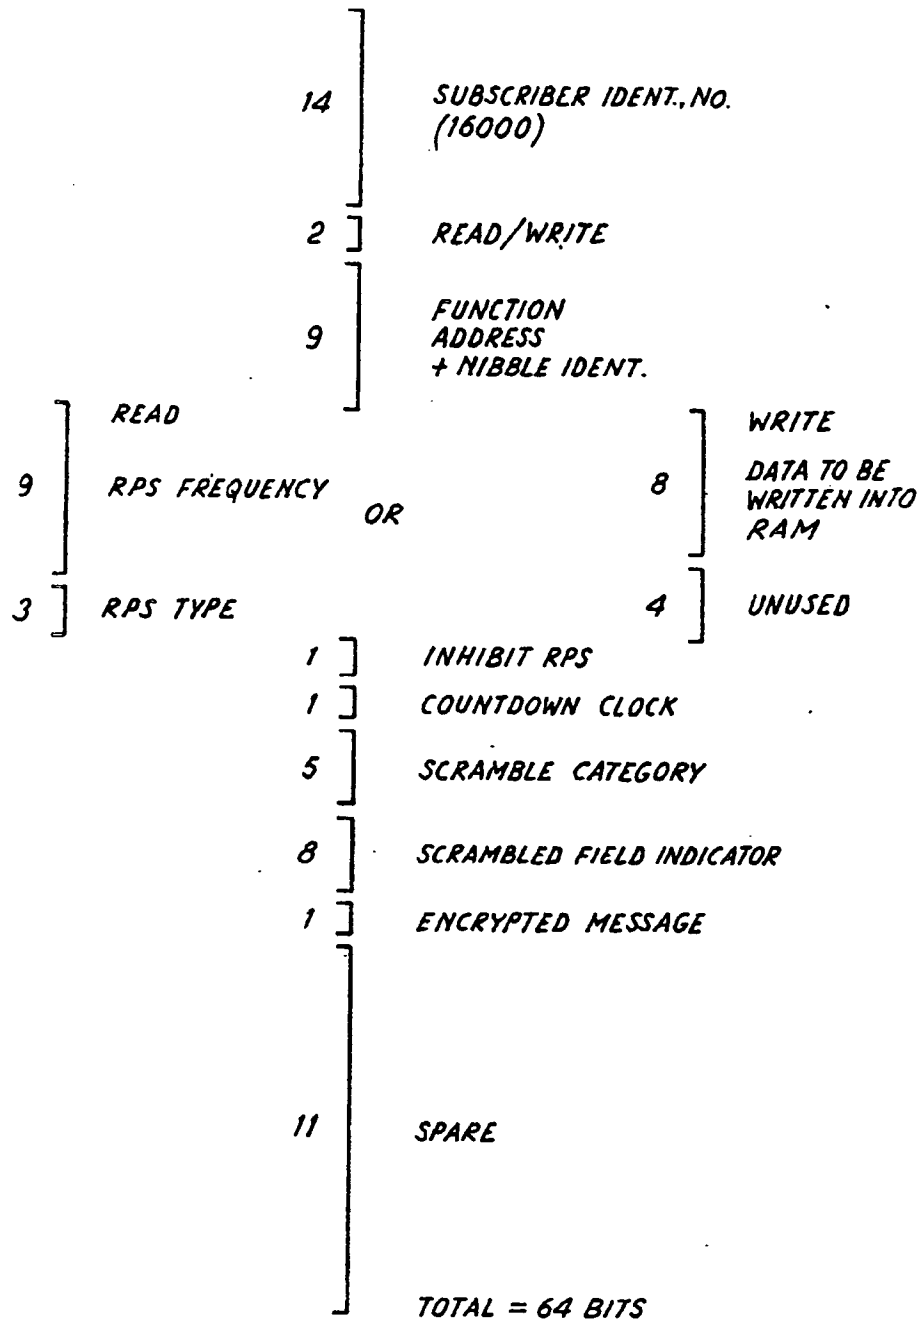 14 SUBSCRIBER IDENT., NO.
(16000)
2 READ/WRITE
9 FUNCTION
ADDRESS
+ NIBBLE IDENT.
READ
9 RPS FREQUENCY
OR
WRITE
8 DATA TO BE
WRITTEN INTO
RAM
3 RPS TYPE
4 UNUSED
1 INHIBIT RPS
1 COUNTDOWN CLOCK
5 SCRAMBLE CATEGORY
8 SCRAMBLED FIELD INDICATOR
1 ENCRYPTED MESSAGE
11 SPARE
TOTAL = 64 BITS